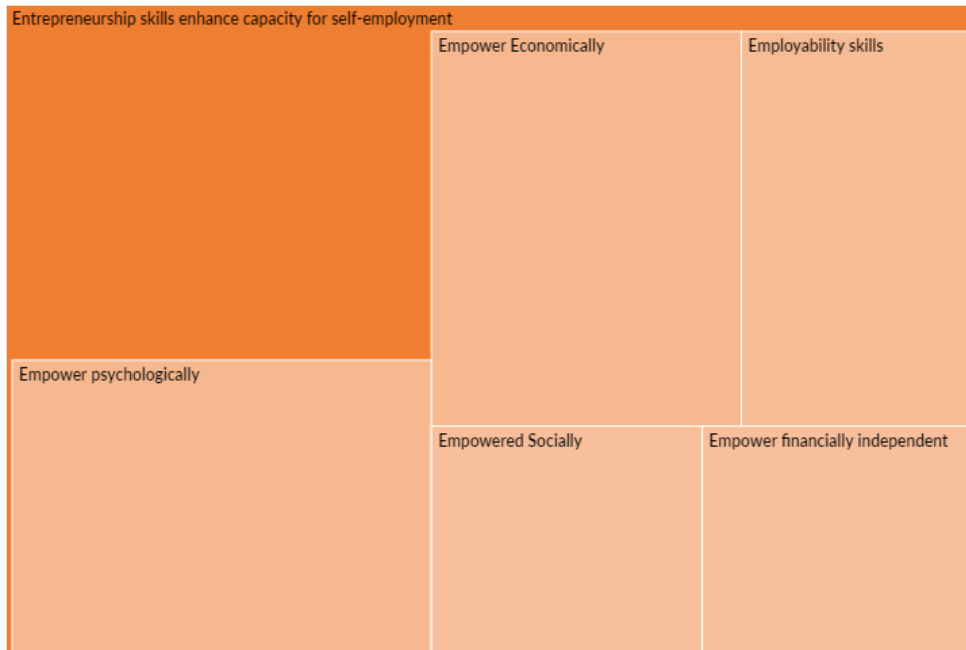 Entrepreneurship skills enhance capacity for self-employment
Empower Economically
Employability skills
Empower psychologically
Empowered Socially
Empower financially independent